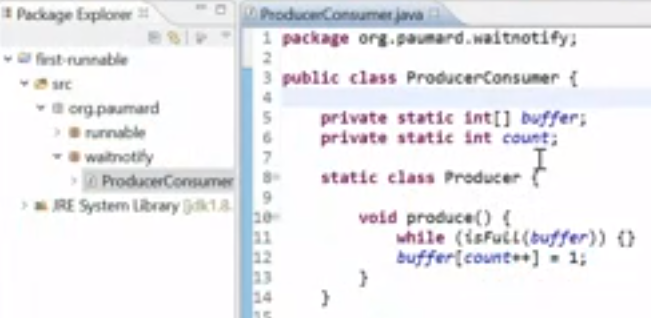 Package Explorer
first-runnable
src
org.paumard
runnable
waitnotify
ProducerConsumer
JRE System Library [jdk1.8.
ProducerConsumer.java
1 package org.paumard.waitnotify;
2
3 public class ProducerConsumer {
4
5 private static int[] buffer;
6 private static int count;
7
8 static class Producer {
9
10 void produce() {
11 while (isFull(buffer)) {}
12 buffer[count++] = 1;
13 }
14 }